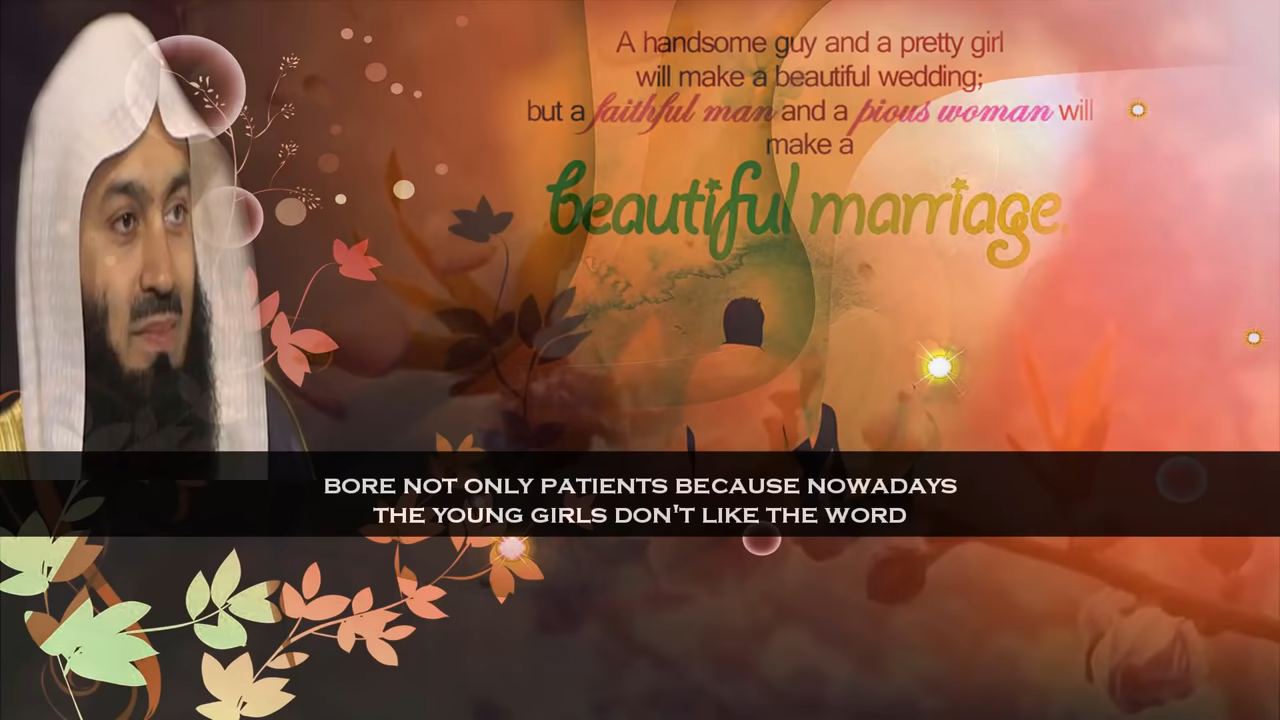 A handsome guy and a pretty girl
will make a beautiful wedding;
but a faithful man and a pious woman will
make a
beautiful marriage.
BORE NOT ONLY PATIENTS BECAUSE NOWADAYS
THE YOUNG GIRLS DON'T LIKE THE WORD